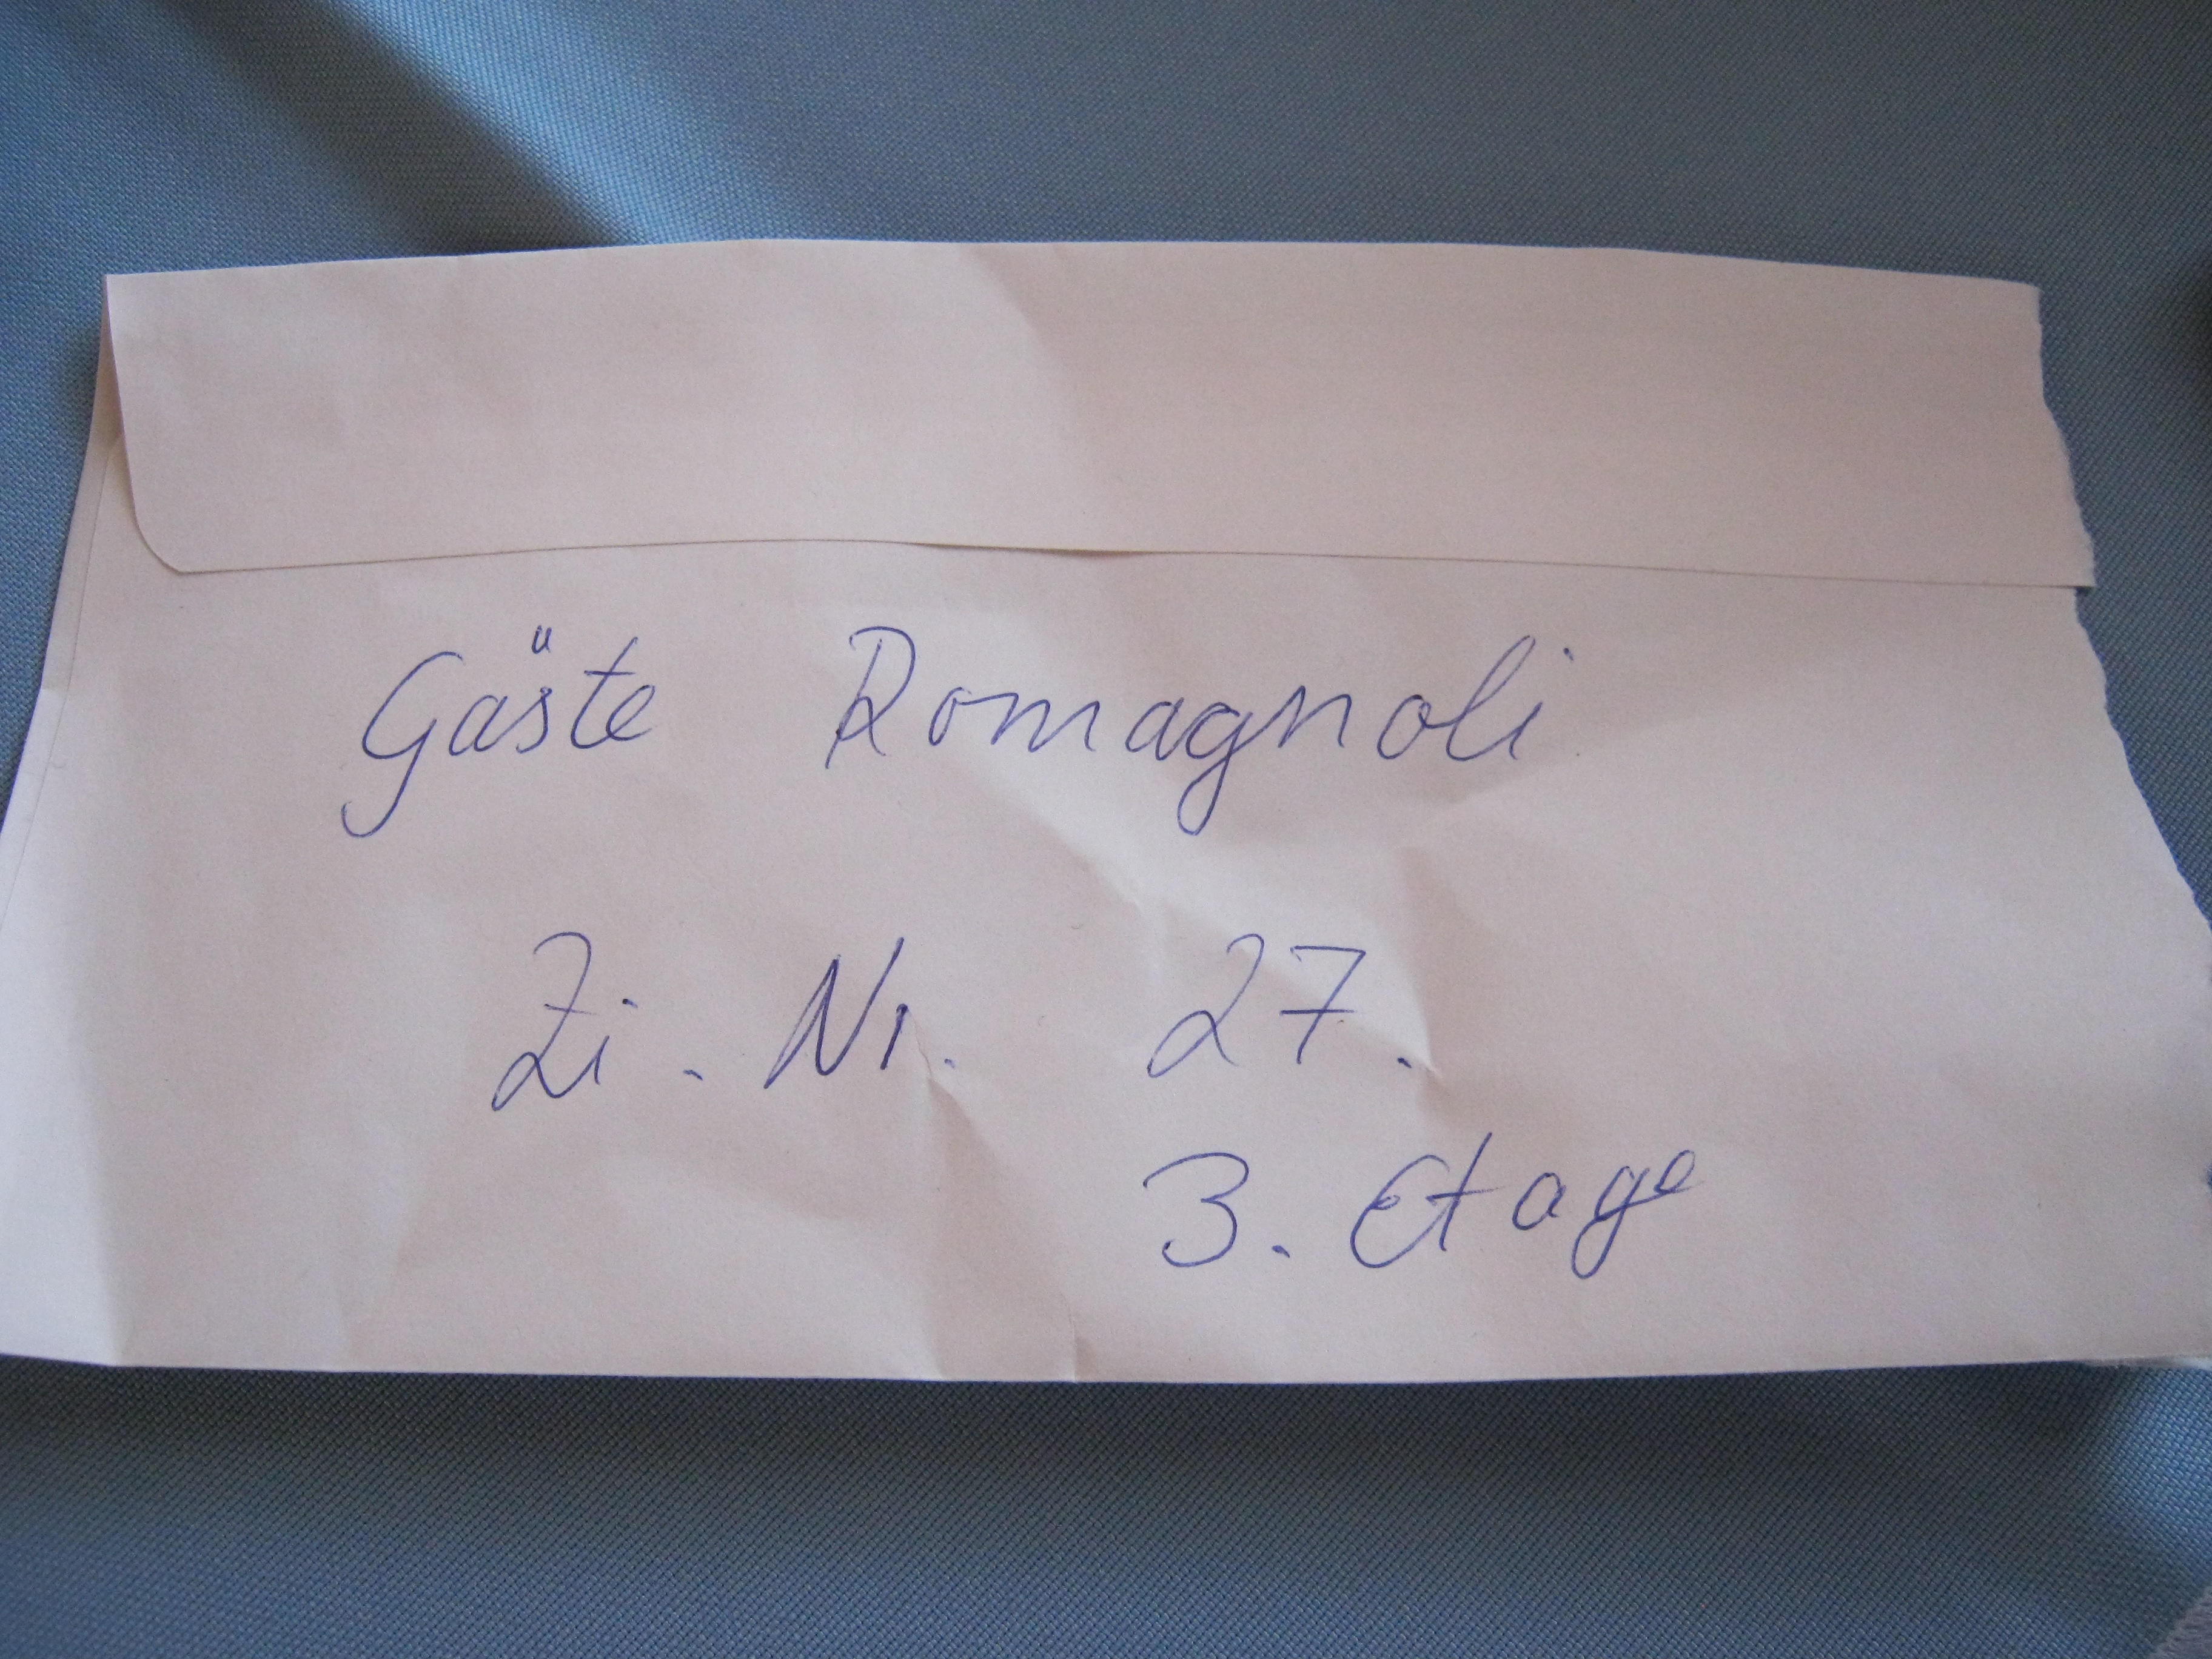 Gäste Romagnoli
Zi. Nr. 27.
3. Etage